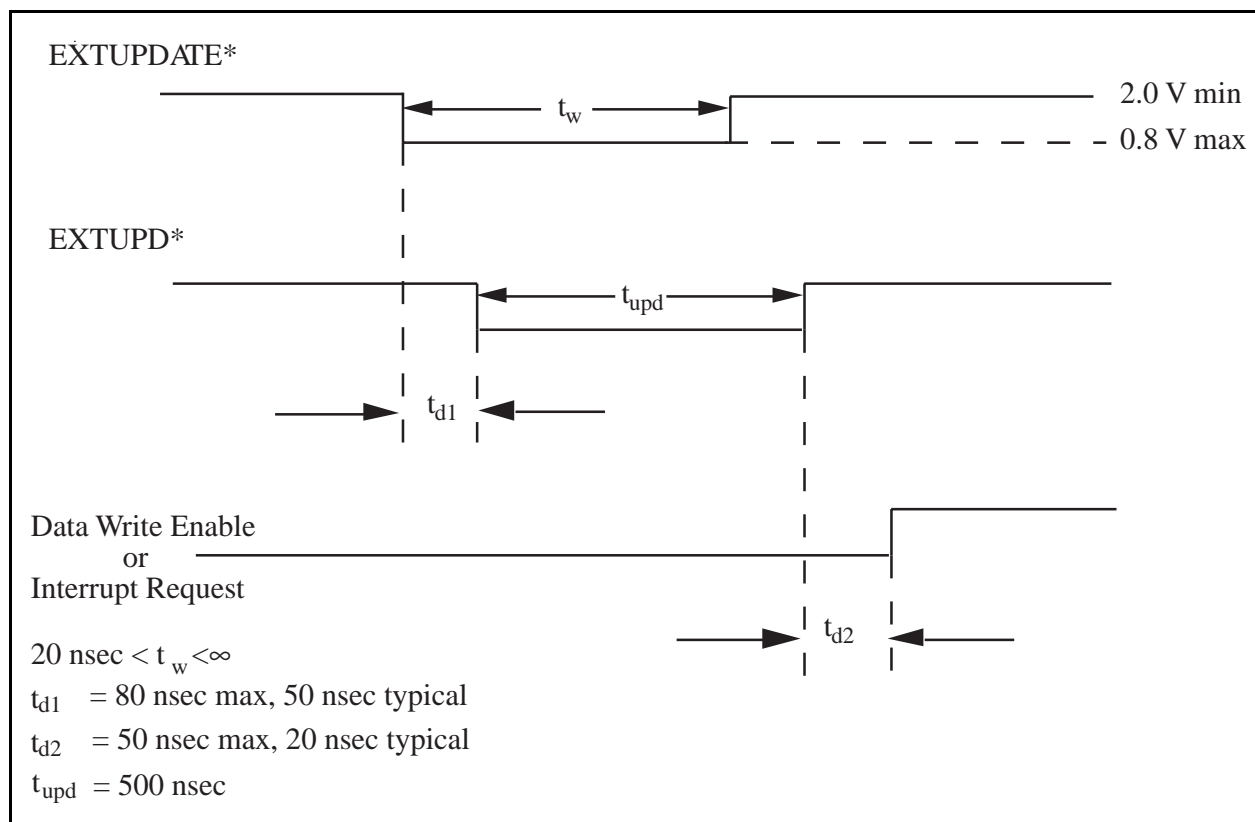 EXTUPDATE*
t_w
2.0 V min
0.8 V max
EXTUPD*
t_upd
t_d1
Data Write Enable
or
Interrupt Request
t_d2
20 nsec < t_w <∞
t_d1 = 80 nsec max, 50 nsec typical
t_d2 = 50 nsec max, 20 nsec typical
t_upd = 500 nsec